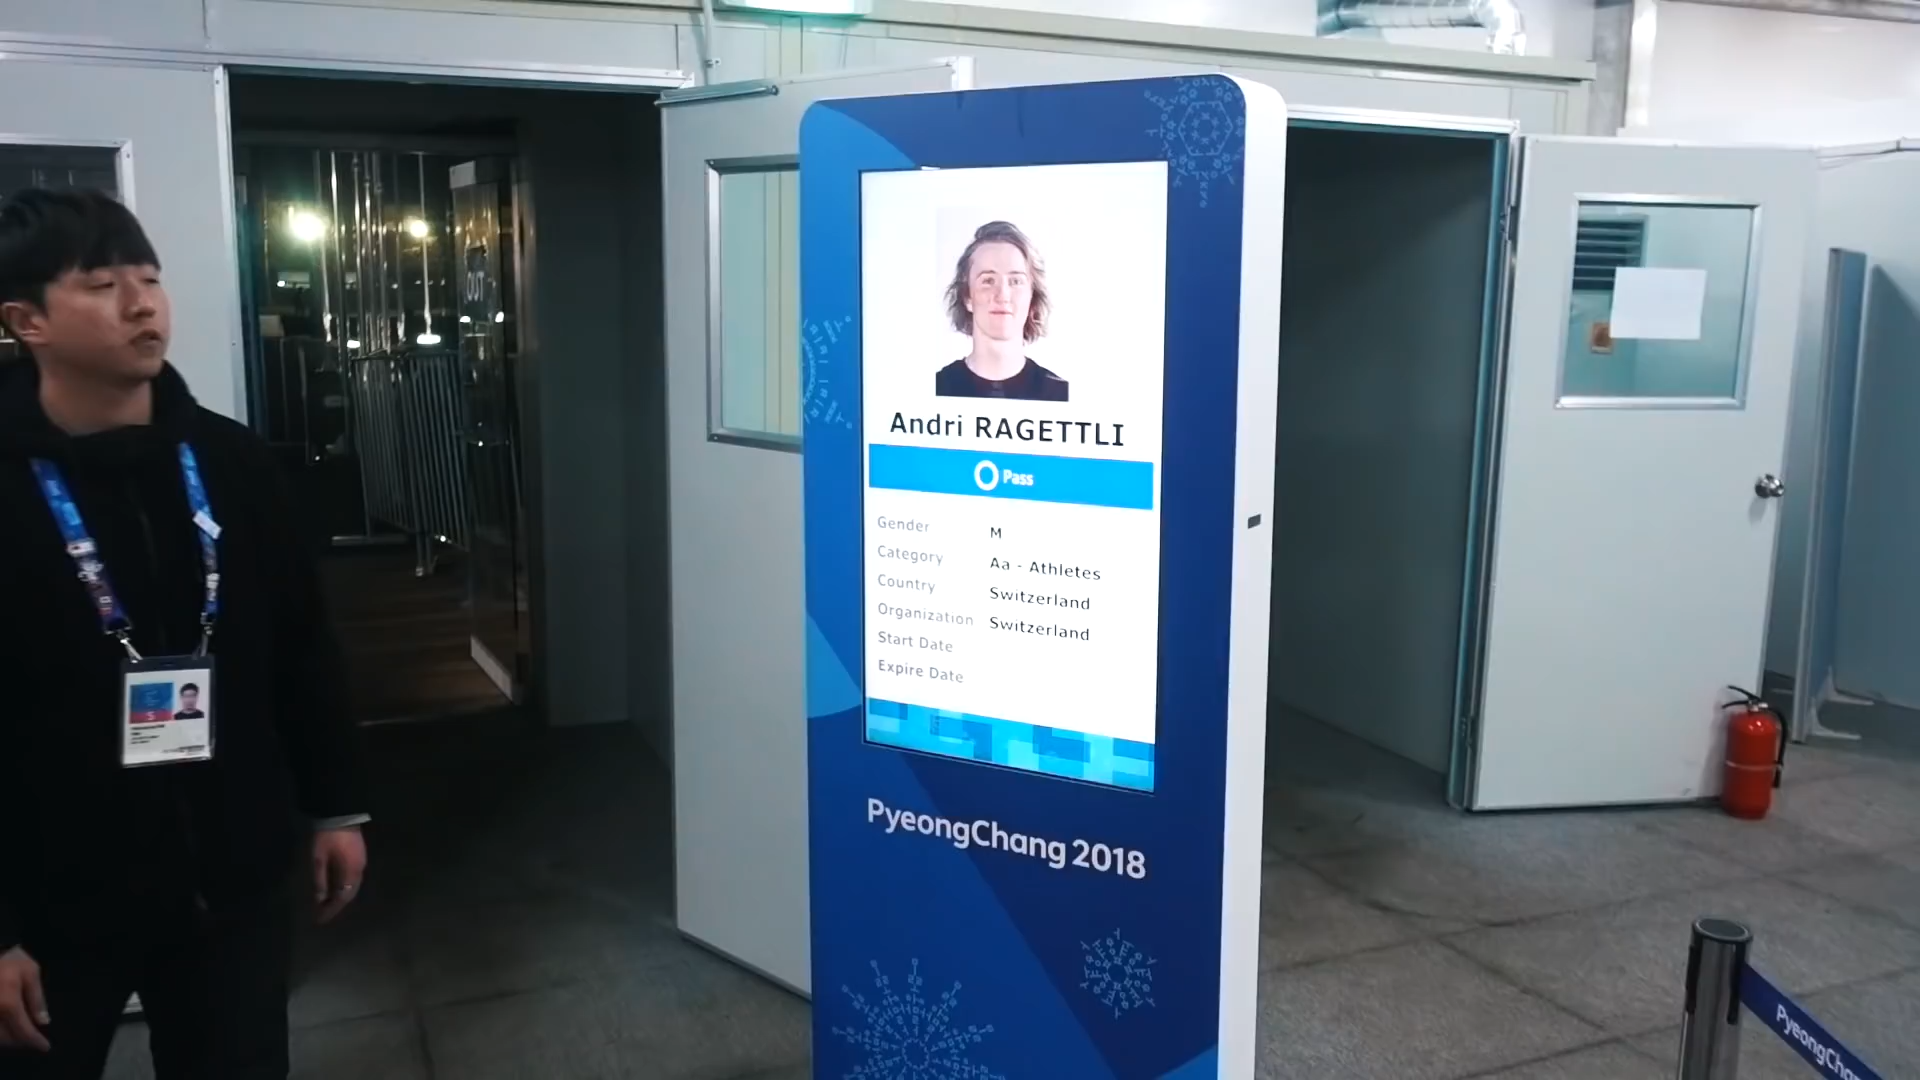 OUT
Andri RAGETTLI
Pass
Gender M
Category Aa - Athletes
Country Switzerland
Organization Switzerland
Start Date
Expire Date
PyeongChang 2018
S
PyeongChang